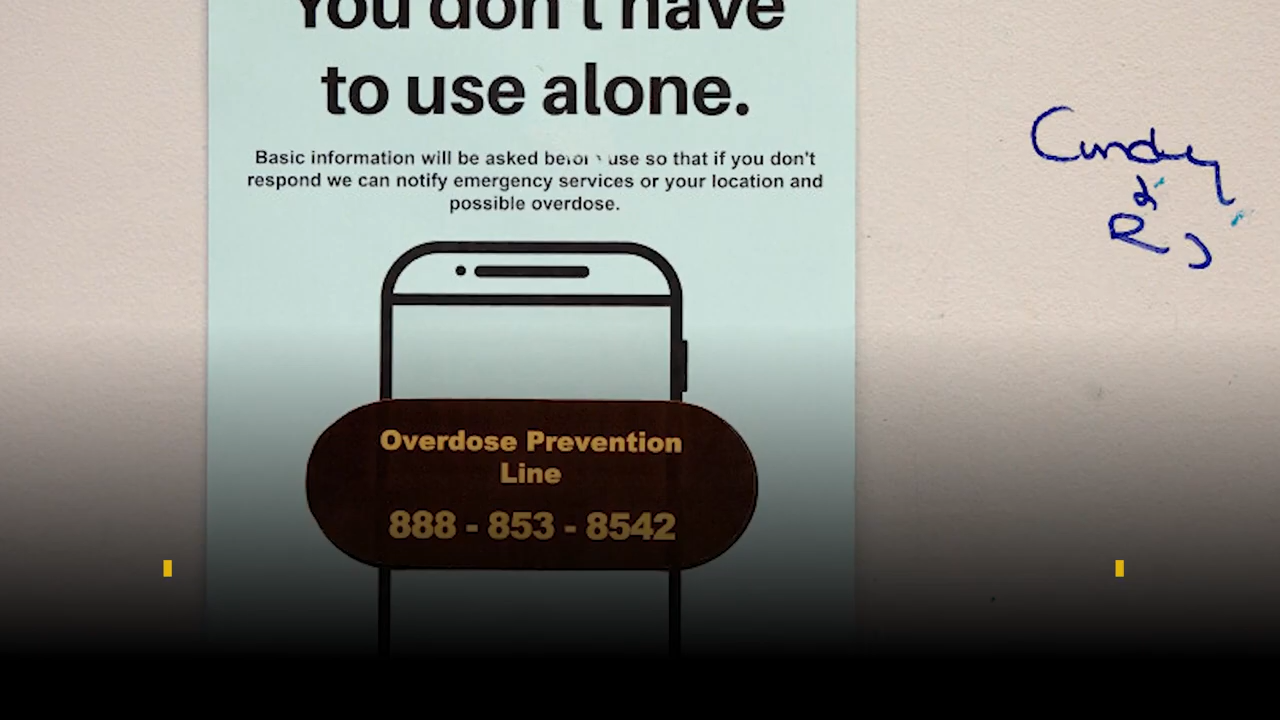 You don't have
to use alone.
Basic information will be asked use so that if you don't
respond we can notify emergency services or your location and
possible overdose.
Overdose Prevention
Line
888 - 853 - 8542
&
R J